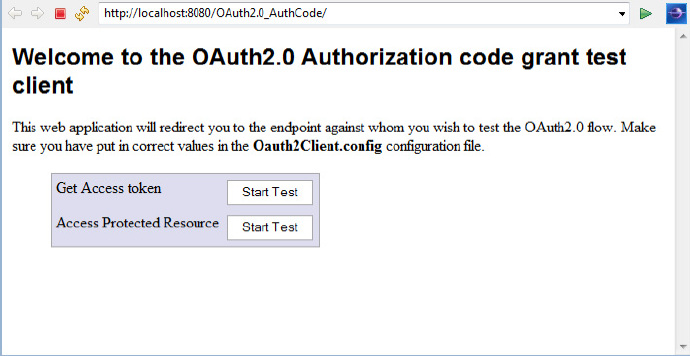 http://localhost:8080/OAuth2.0_AuthCode/
Welcome to the OAuth2.0 Authorization code grant test
client
This web application will redirect you to the endpoint against whom you wish to test the OAuth2.0 flow. Make
sure you have put in correct values in the Oauth2Client.config configuration file.
Get Access token Start Test
Access Protected Resource Start Test